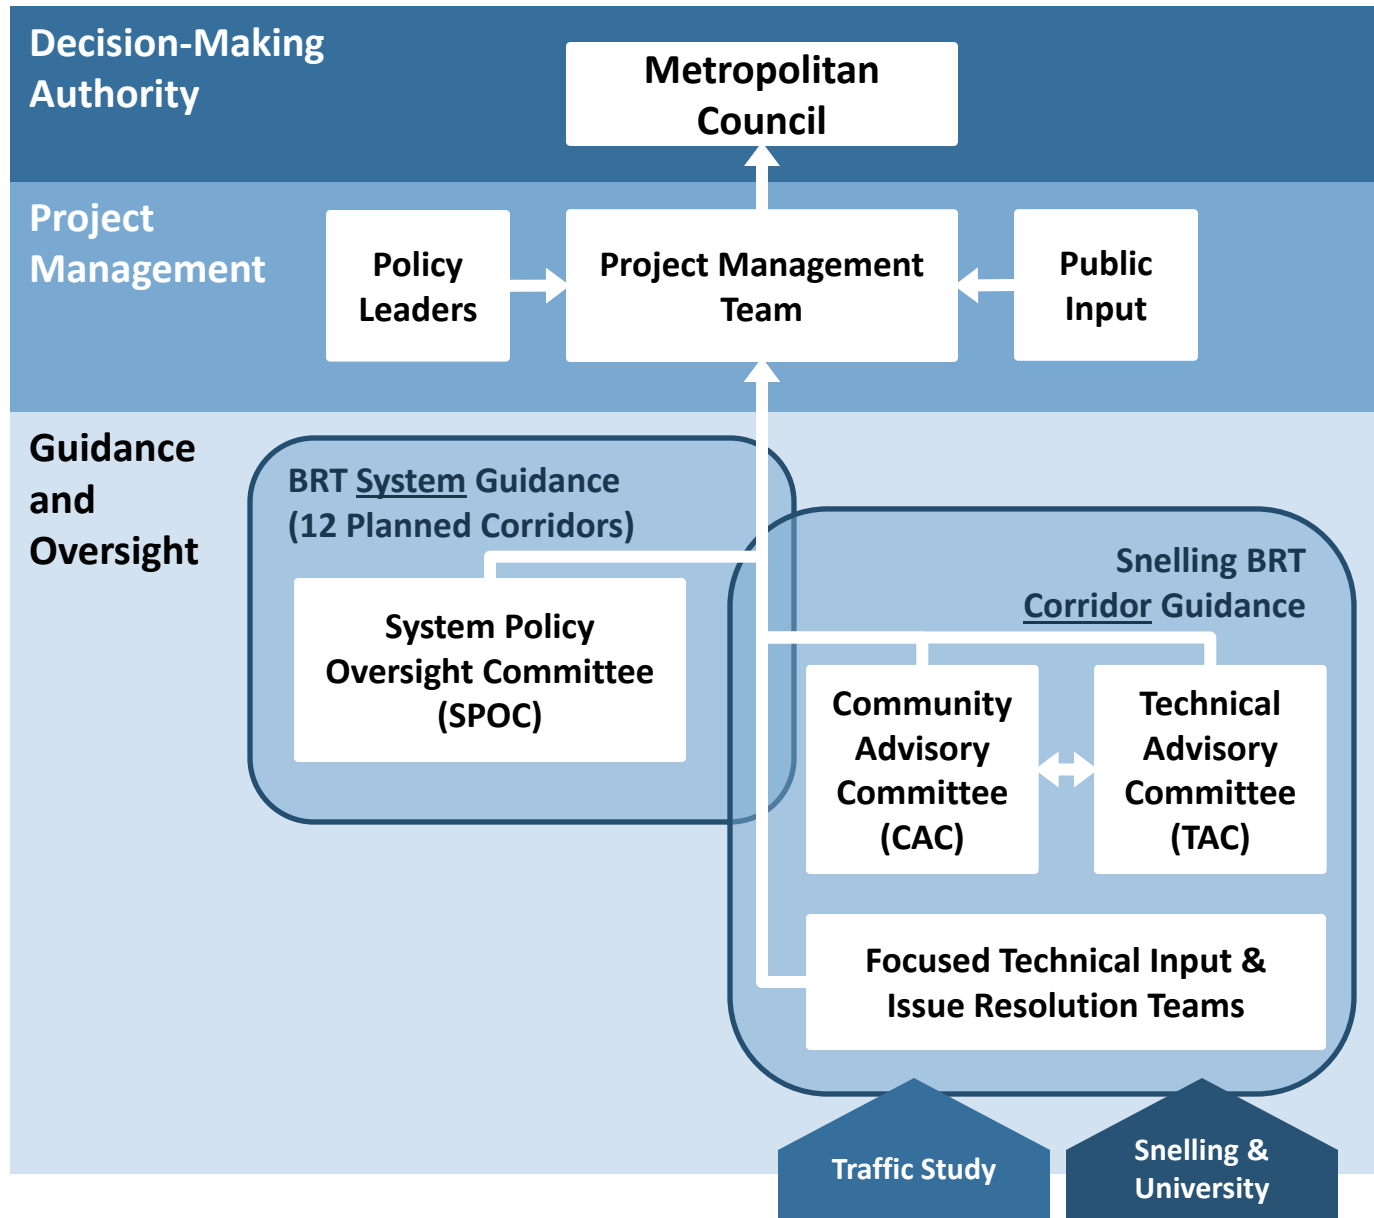 Decision-Making
Authority
Metropolitan
Council
Project
Management
Policy
Leaders
Project Management
Team
Public
Input
Guidance
and
Oversight
BRT System Guidance
(12 Planned Corridors)
System Policy
Oversight Committee
(SPOC)
Snelling BRT
Corridor Guidance
Community
Advisory
Committee
(CAC)
Technical
Advisory
Committee
(TAC)
Focused Technical Input &
Issue Resolution Teams
Traffic Study
Snelling &
University